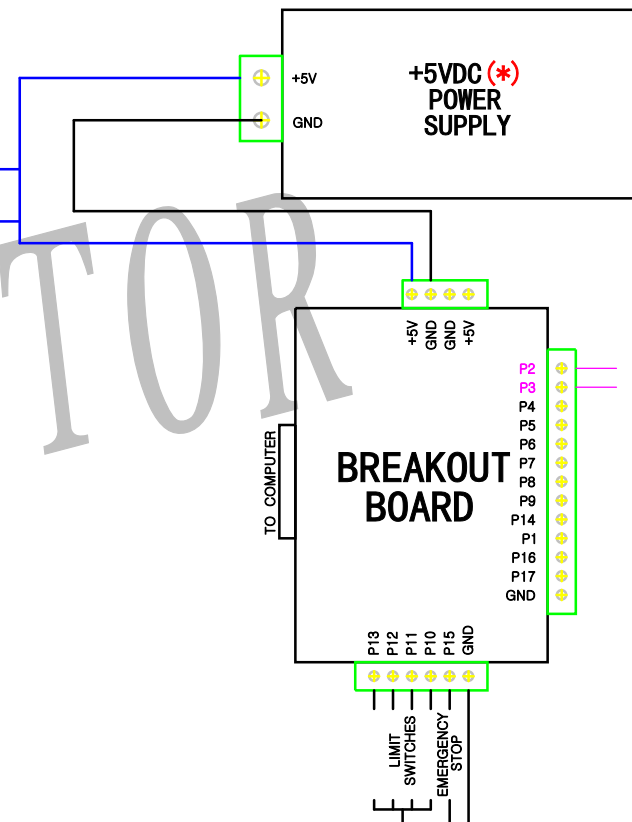 +5VDC(*)
POWER
SUPPLY
+5V
GND
TOR
+5V
GND
GND
+5V
P2
P3
P4
P5
P6
P7
P8
P9
P14
P1
P16
P17
GND
TO COMPUTER
BREAKOUT
BOARD
P13
P12
P11
P10
P15
GND
LIMIT
SWITCHES
EMERGENCY
STOP